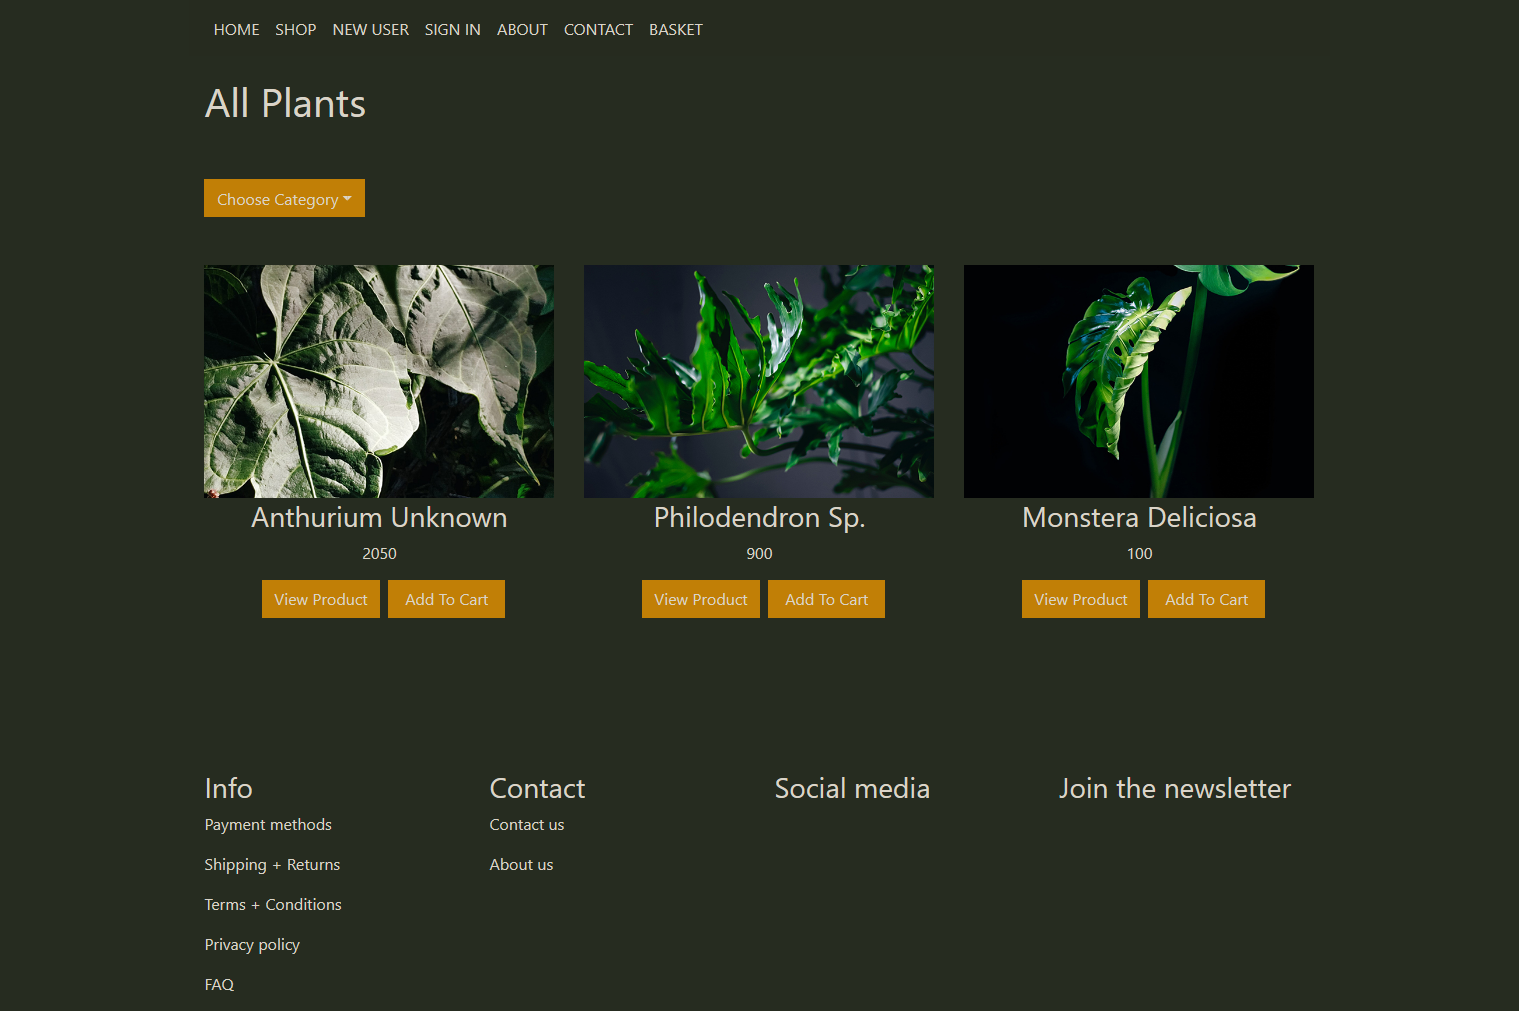 HOME SHOP NEW USER SIGN IN ABOUT CONTACT BASKET
All Plants
Choose Category
Anthurium Unknown
2050
View Product Add To Cart
Philodendron Sp.
900
View Product Add To Cart
Monstera Deliciosa
100
View Product Add To Cart
Info
Payment methods
Shipping + Returns
Terms + Conditions
Privacy policy
FAQ
Contact
Contact us
About us
Social media
Join the newsletter